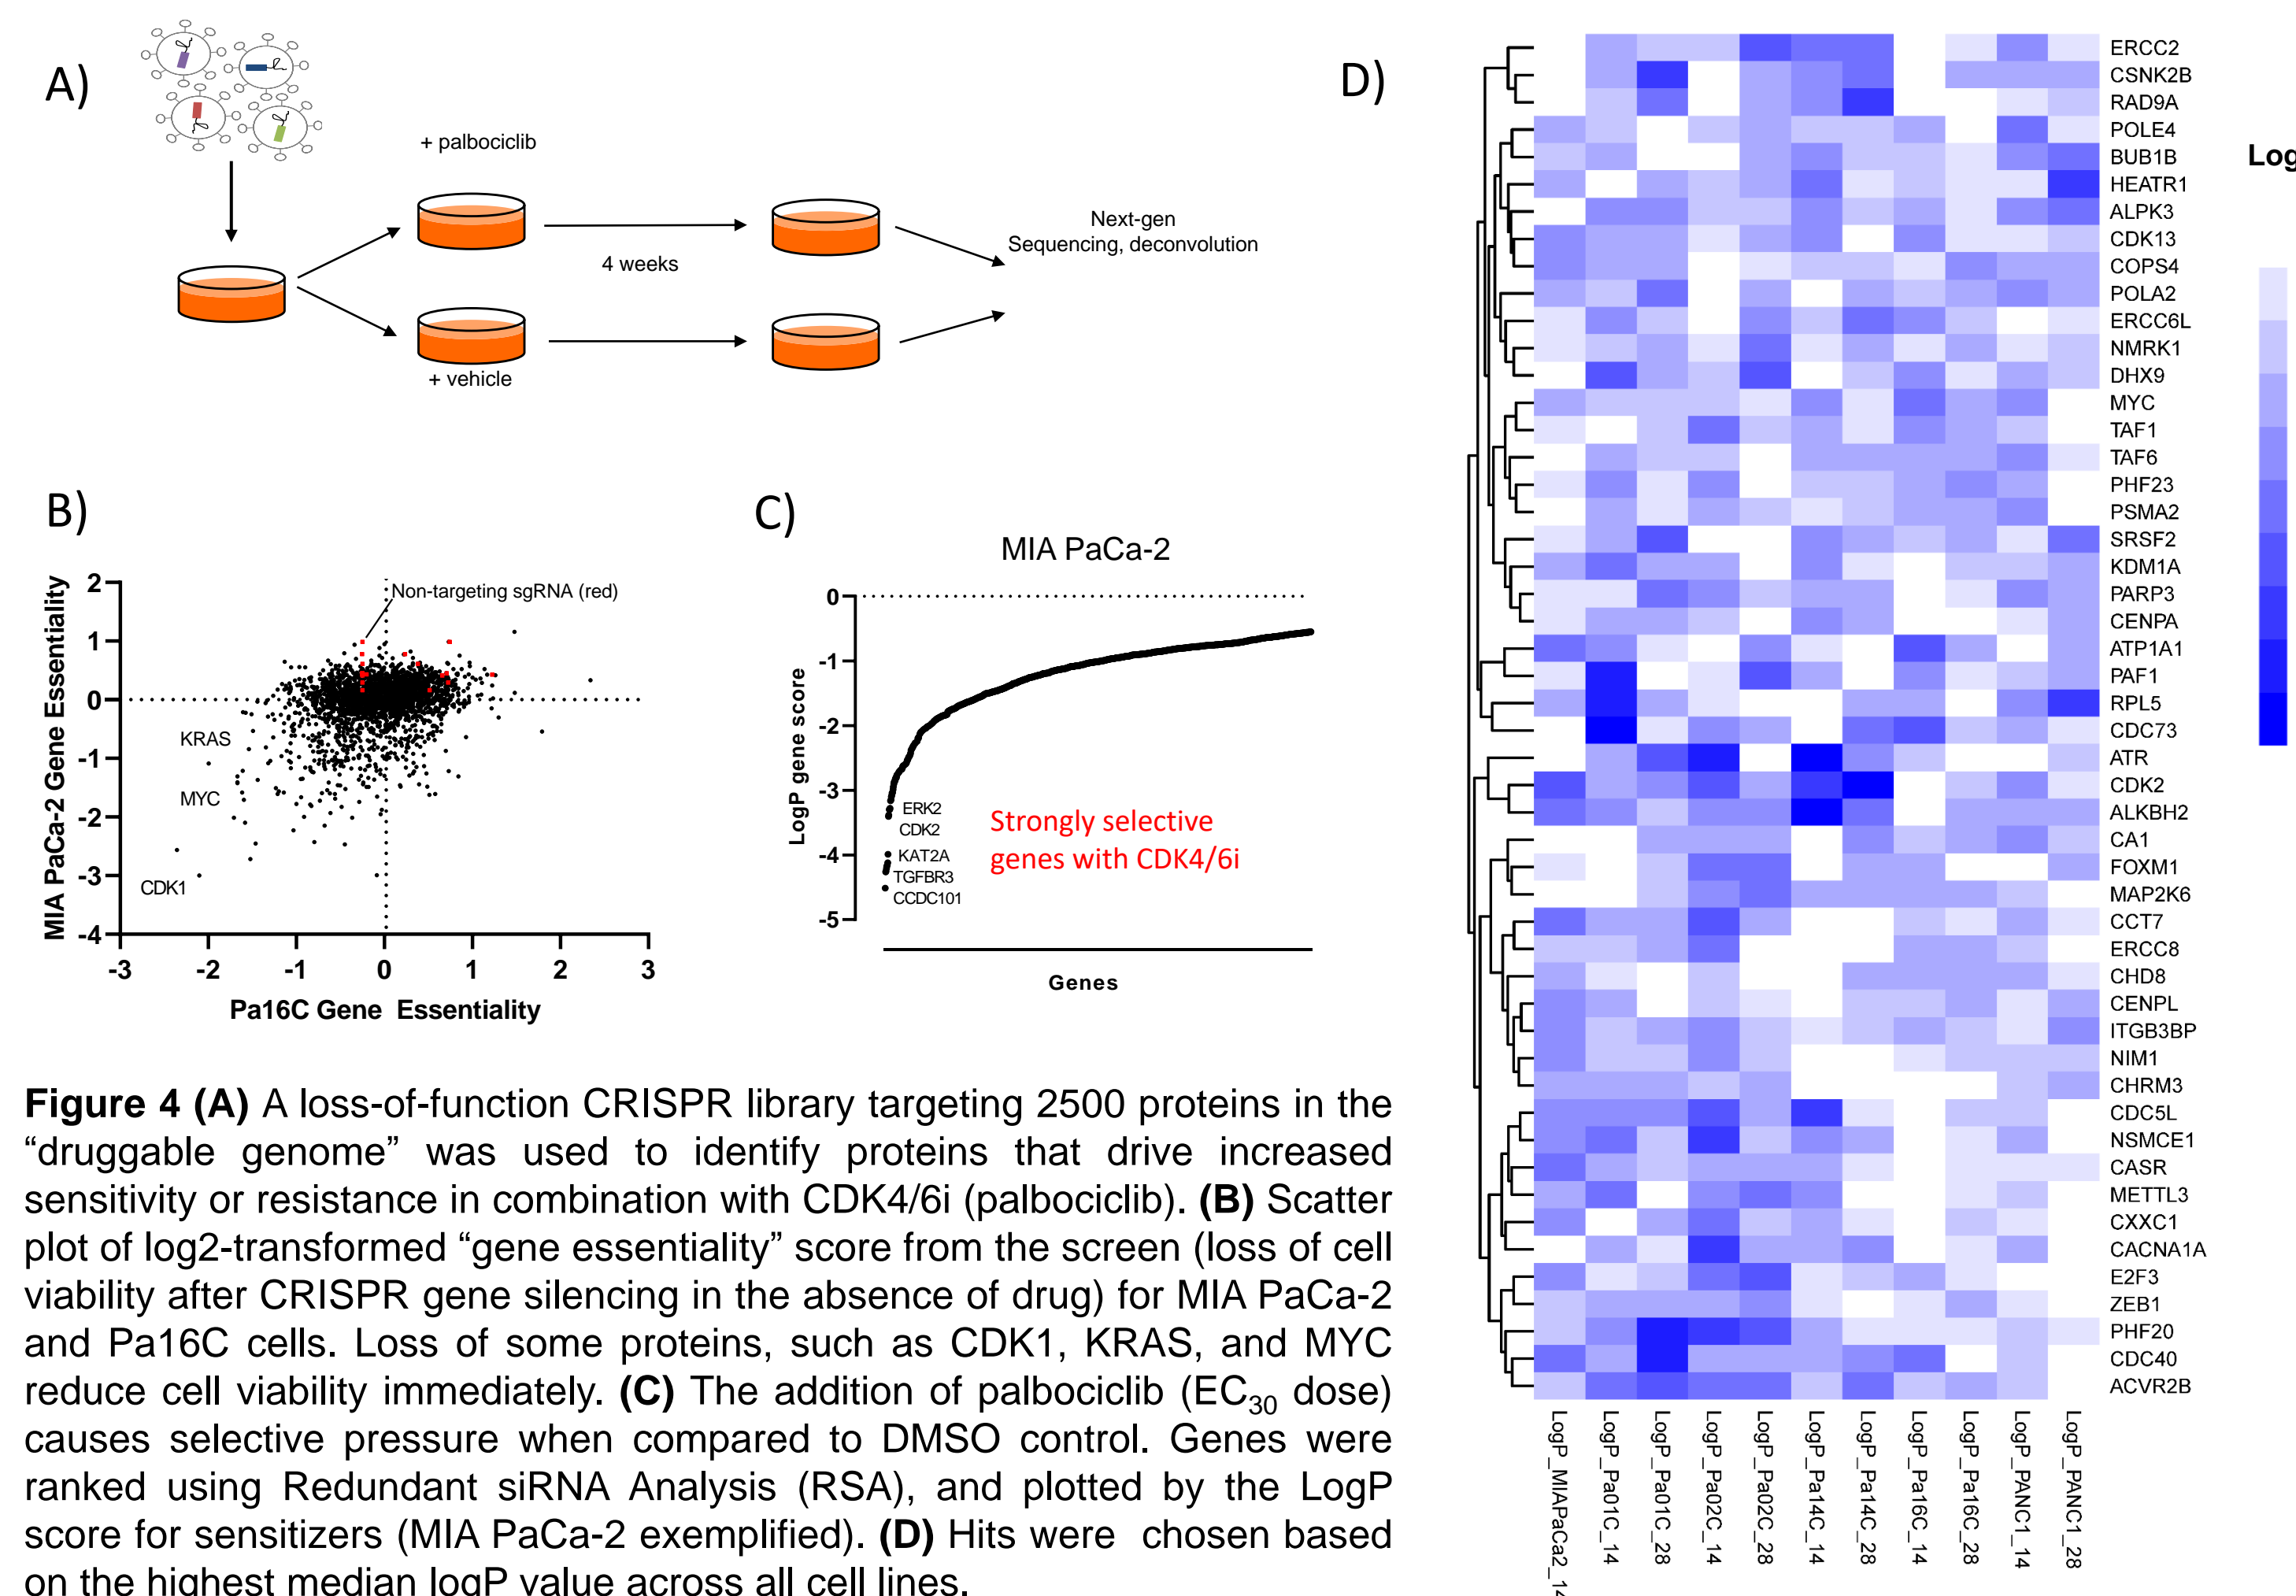 A)
+ palbociclib
4 weeks
+ vehicle
Next-gen
Sequencing, deconvolution
B)
MIA PaCa-2 Gene Essentiality
2
1
0
-1
-2
-3
-4
Non-targeting sgRNA (red)
KRAS
MYC
CDK1
-3
-2
-1
0
1
2
3
Pa16C Gene Essentiality
C)
MIA PaCa-2
LogP gene score
0
-1
-2
-3
-4
-5
ERK2
CDK2
KAT2A
TGFBR3
CCDC101
Strongly selective
genes with CDK4/6i
Genes
Figure 4 (A) A loss-of-function CRISPR library targeting 2500 proteins in the
“druggable genome” was used to identify proteins that drive increased
sensitivity or resistance in combination with CDK4/6i (palbociclib). (B) Scatter
plot of log2-transformed “gene essentiality” score from the screen (loss of cell
viability after CRISPR gene silencing in the absence of drug) for MIA PaCa-2
and Pa16C cells. Loss of some proteins, such as CDK1, KRAS, and MYC
reduce cell viability immediately. (C) The addition of palbociclib (EC30 dose)
causes selective pressure when compared to DMSO control. Genes were
ranked using Redundant siRNA Analysis (RSA), and plotted by the LogP
score for sensitizers (MIA PaCa-2 exemplified). (D) Hits were chosen based
on the highest median logP value across all cell lines.
D)
ERCC2
CSNK2B
RAD9A
POLE4
BUB1B
HEATR1
ALPK3
CDK13
COPS4
POLA2
ERCC6L
NMRK1
DHX9
MYC
TAF1
TAF6
PHF23
PSMA2
SRSF2
KDM1A
PARP3
CENPA
ATP1A1
PAF1
RPL5
CDC73
ATR
CDK2
ALKBH2
CA1
FOXM1
MAP2K6
CCT7
ERCC8
CHD8
CENPL
ITGB3BP
NIM1
CHRM3
CDC5L
NSMCE1
CASR
METTL3
CXXC1
CACNA1A
E2F3
ZEB1
PHF20
CDC40
ACVR2B
LogP_MIAPaCa2_14
LogP_Pa01C_14
LogP_Pa01C_28
LogP_Pa02C_14
LogP_Pa02C_28
LogP_Pa14C_14
LogP_Pa14C_28
LogP_Pa16C_14
LogP_Pa16C_28
LogP_PANC1_14
LogP_PANC1_28
Log